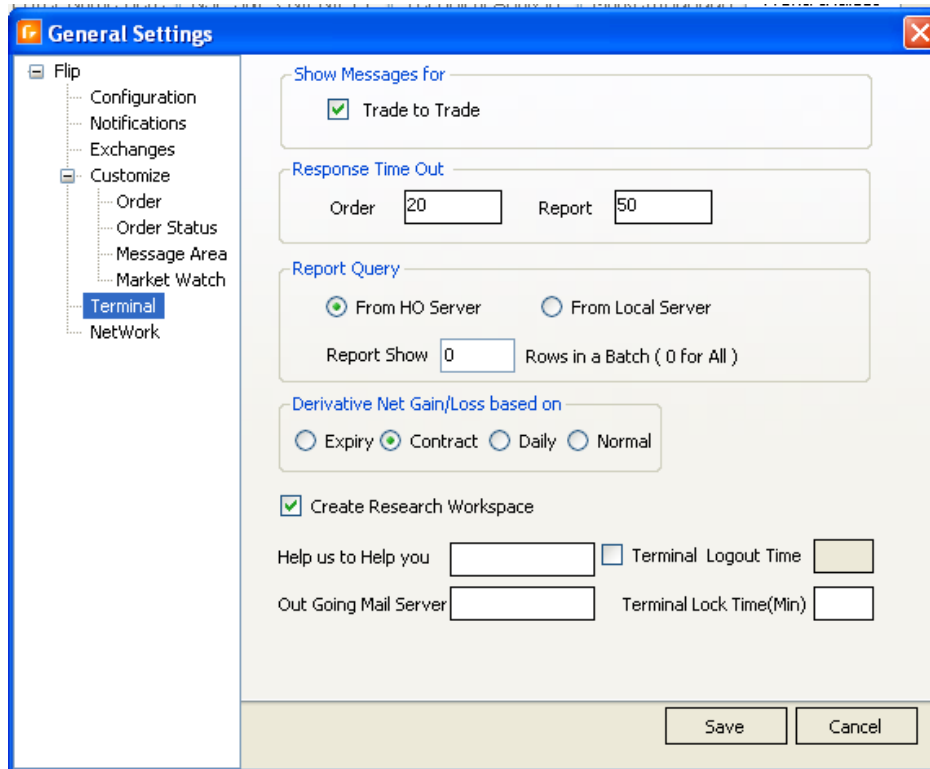 General Settings
Flip
Configuration
Notifications
Exchanges
Customize
Order
Order Status
Message Area
Market Watch
Terminal
NetWork
Show Messages for
Trade to Trade
Response Time Out
Order 20 Report 50
Report Query
From HO Server From Local Server
Report Show 0 Rows in a Batch ( 0 for All )
Derivative Net Gain/Loss based on
Expiry Contract Daily Normal
Create Research Workspace
Help us to Help you Terminal Logout Time
Out Going Mail Server Terminal Lock Time(Min)
Save Cancel